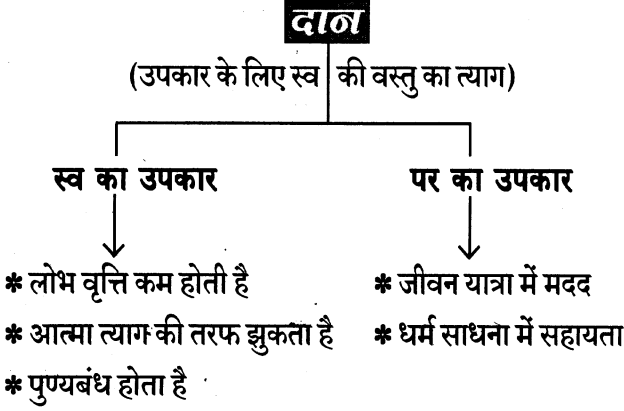 दान
(उपकार के लिए स्व की वस्तु का त्याग)
स्व का उपकार
पर का उपकार
* लोभ वृत्ति कम होती है
* आत्मा त्याग की तरफ झुकता है
* पुण्यबंध होता है
* जीवन यात्रा में मदद
* धर्म साधना में सहायता